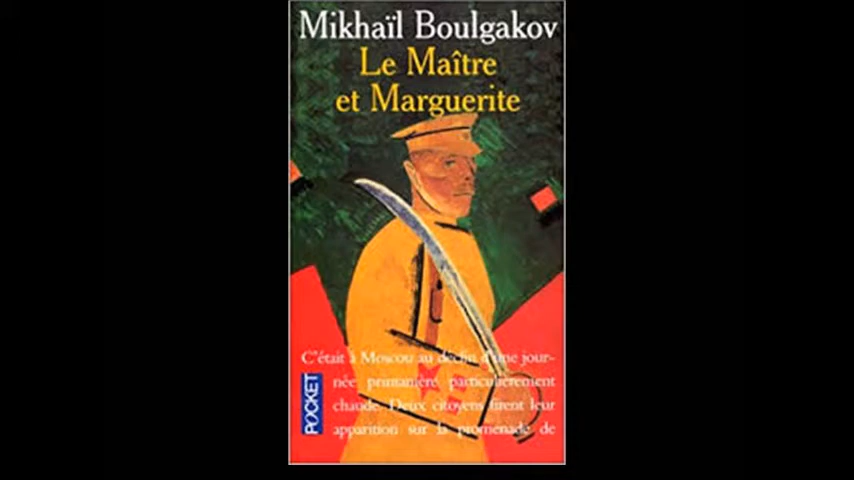 Mikhaïl Boulgakov
Le Maître
et Marguerite
C'était à Moscou au déclin d'une jour-
née printanière particulièrement
chaude. Deux citoyens firent leur
apparition sur la promenade de
POCKET